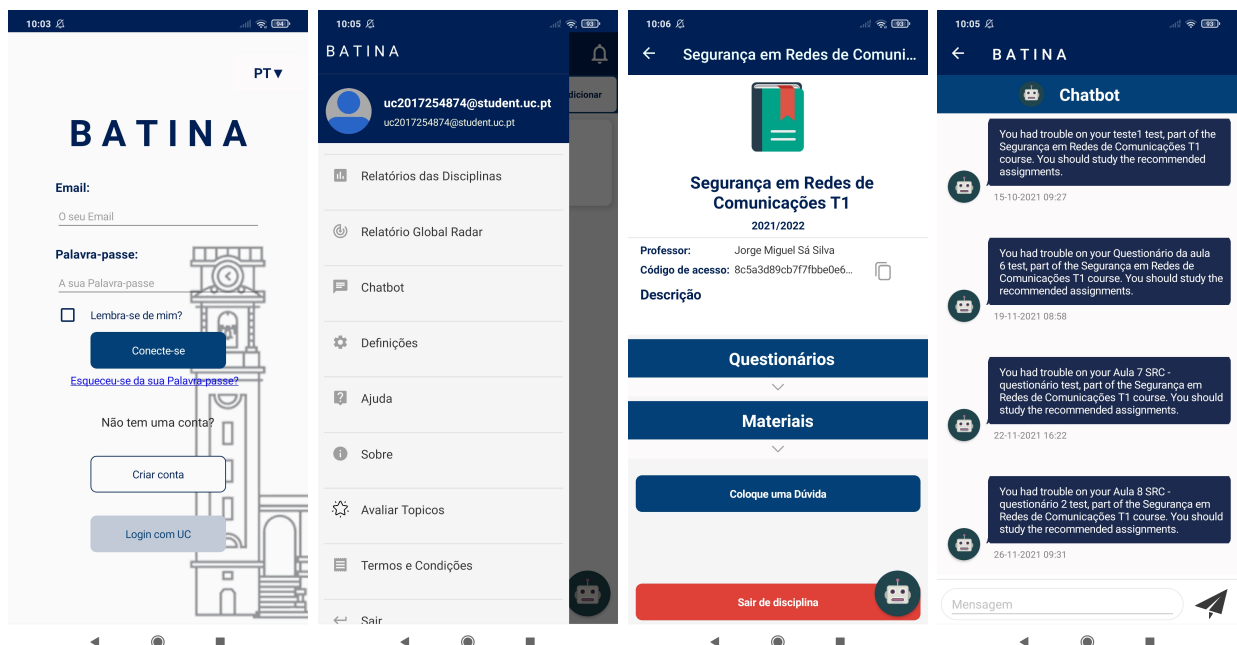 10:03
94
PT▼
BATINA
Email:
O seu Email
Palavra-passe:
A sua Palavra-passe
Lembra-se de mim?
Conecte-se
Esqueceu-se da sua Palavra-passe?
Não tem uma conta?
Criar conta
Login com UC
10:05
93
BATINA
dicionar
uc2017254874@student.uc.pt
uc2017254874@student.uc.pt
Relatórios das Disciplinas
Relatório Global Radar
Chatbot
Definições
Ajuda
Sobre
Avaliar Topicos
Termos e Condições
Sair
10:06
93
Segurança em Redes de Comuni...
Segurança em Redes de
Comunicações T1
2021/2022
Professor: Jorge Miguel Sá Silva
Código de acesso: 8c5a3d89cb7f7fbbe0e6...
Descrição
Questionários
Materiais
Coloque uma Dúvida
Sair de disciplina
10:05
93
BATINA
Chatbot
You had trouble on your teste1 test, part of the
Segurança em Redes de Comunicações T1
course. You should study the recommended
assignments.
15-10-2021 09:27
You had trouble on your Questionário da aula
6 test, part of the Segurança em Redes de
Comunicações T1 course. You should study the
recommended assignments.
19-11-2021 08:58
You had trouble on your Aula 7 SRC -
questionário test, part of the Segurança em
Redes de Comunicações T1 course. You should
study the recommended assignments.
22-11-2021 16:22
You had trouble on your Aula 8 SRC -
questionário 2 test, part of the Segurança em
Redes de Comunicações T1 course. You should
study the recommended assignments.
26-11-2021 09:31
Mensagem